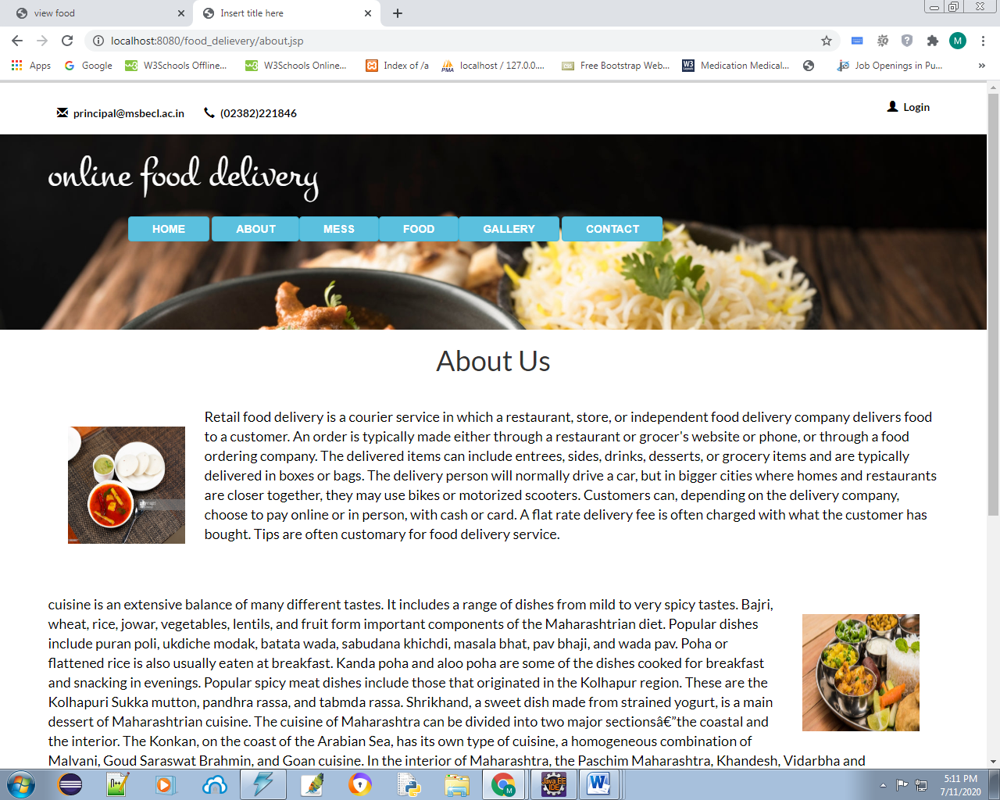 view food
Insert title here
localhost:8080/food_delievery/about.jsp
M
Apps
Google
W3Schools Offline...
W3Schools Online...
Index of /a
localhost / 127.0.0....
Free Bootstrap Web...
Medication Medical...
Job Openings in Pu...
»
principal@msbecl.ac.in
(02382)221846
Login
online food delivery
HOME
ABOUT
MESS
FOOD
GALLERY
CONTACT
About Us
Retail food delivery is a courier service in which a restaurant, store, or independent food delivery company delivers food
to a customer. An order is typically made either through a restaurant or grocer's website or phone, or through a food
ordering company. The delivered items can include entrees, sides, drinks, desserts, or grocery items and are typically
delivered in boxes or bags. The delivery person will normally drive a car, but in bigger cities where homes and restaurants
are closer together, they may use bikes or motorized scooters. Customers can, depending on the delivery company,
choose to pay online or in person, with cash or card. A flat rate delivery fee is often charged with what the customer has
bought. Tips are often customary for food delivery service.
cuisine is an extensive balance of many different tastes. It includes a range of dishes from mild to very spicy tastes. Bajri,
wheat, rice, jowar, vegetables, lentils, and fruit form important components of the Maharashtrian diet. Popular dishes
include puran poli, ukdiche modak, batata wada, sabudana khichdi, masala bhat, pav bhaji, and wada pav. Poha or
flattened rice is also usually eaten at breakfast. Kanda poha and aloo poha are some of the dishes cooked for breakfast
and snacking in evenings. Popular spicy meat dishes include those that originated in the Kolhapur region. These are the
Kolhapuri Sukka mutton, pandhra rassa, and tabmda rassa. Shrikhand, a sweet dish made from strained yogurt, is a main
dessert of Maharashtrian cuisine. The cuisine of Maharashtra can be divided into two major sectionsâ€”the coastal and
the interior. The Konkan, on the coast of the Arabian Sea, has its own type of cuisine, a homogeneous combination of
Malvani, Goud Saraswat Brahmin, and Goan cuisine. In the interior of Maharashtra, the Paschim Maharashtra, Khandesh, Vidarbha and
5:11 PM
7/11/2020